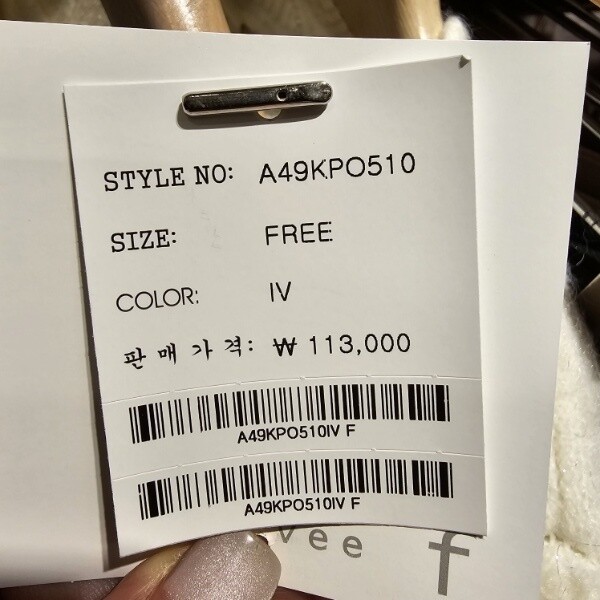 STYLE NO: A49KPO510
SIZE: FREE
COLOR: IV
판 매 가 격: ₩ 113,000
A49KPO510IV F
A49KPO510IV F
vee f